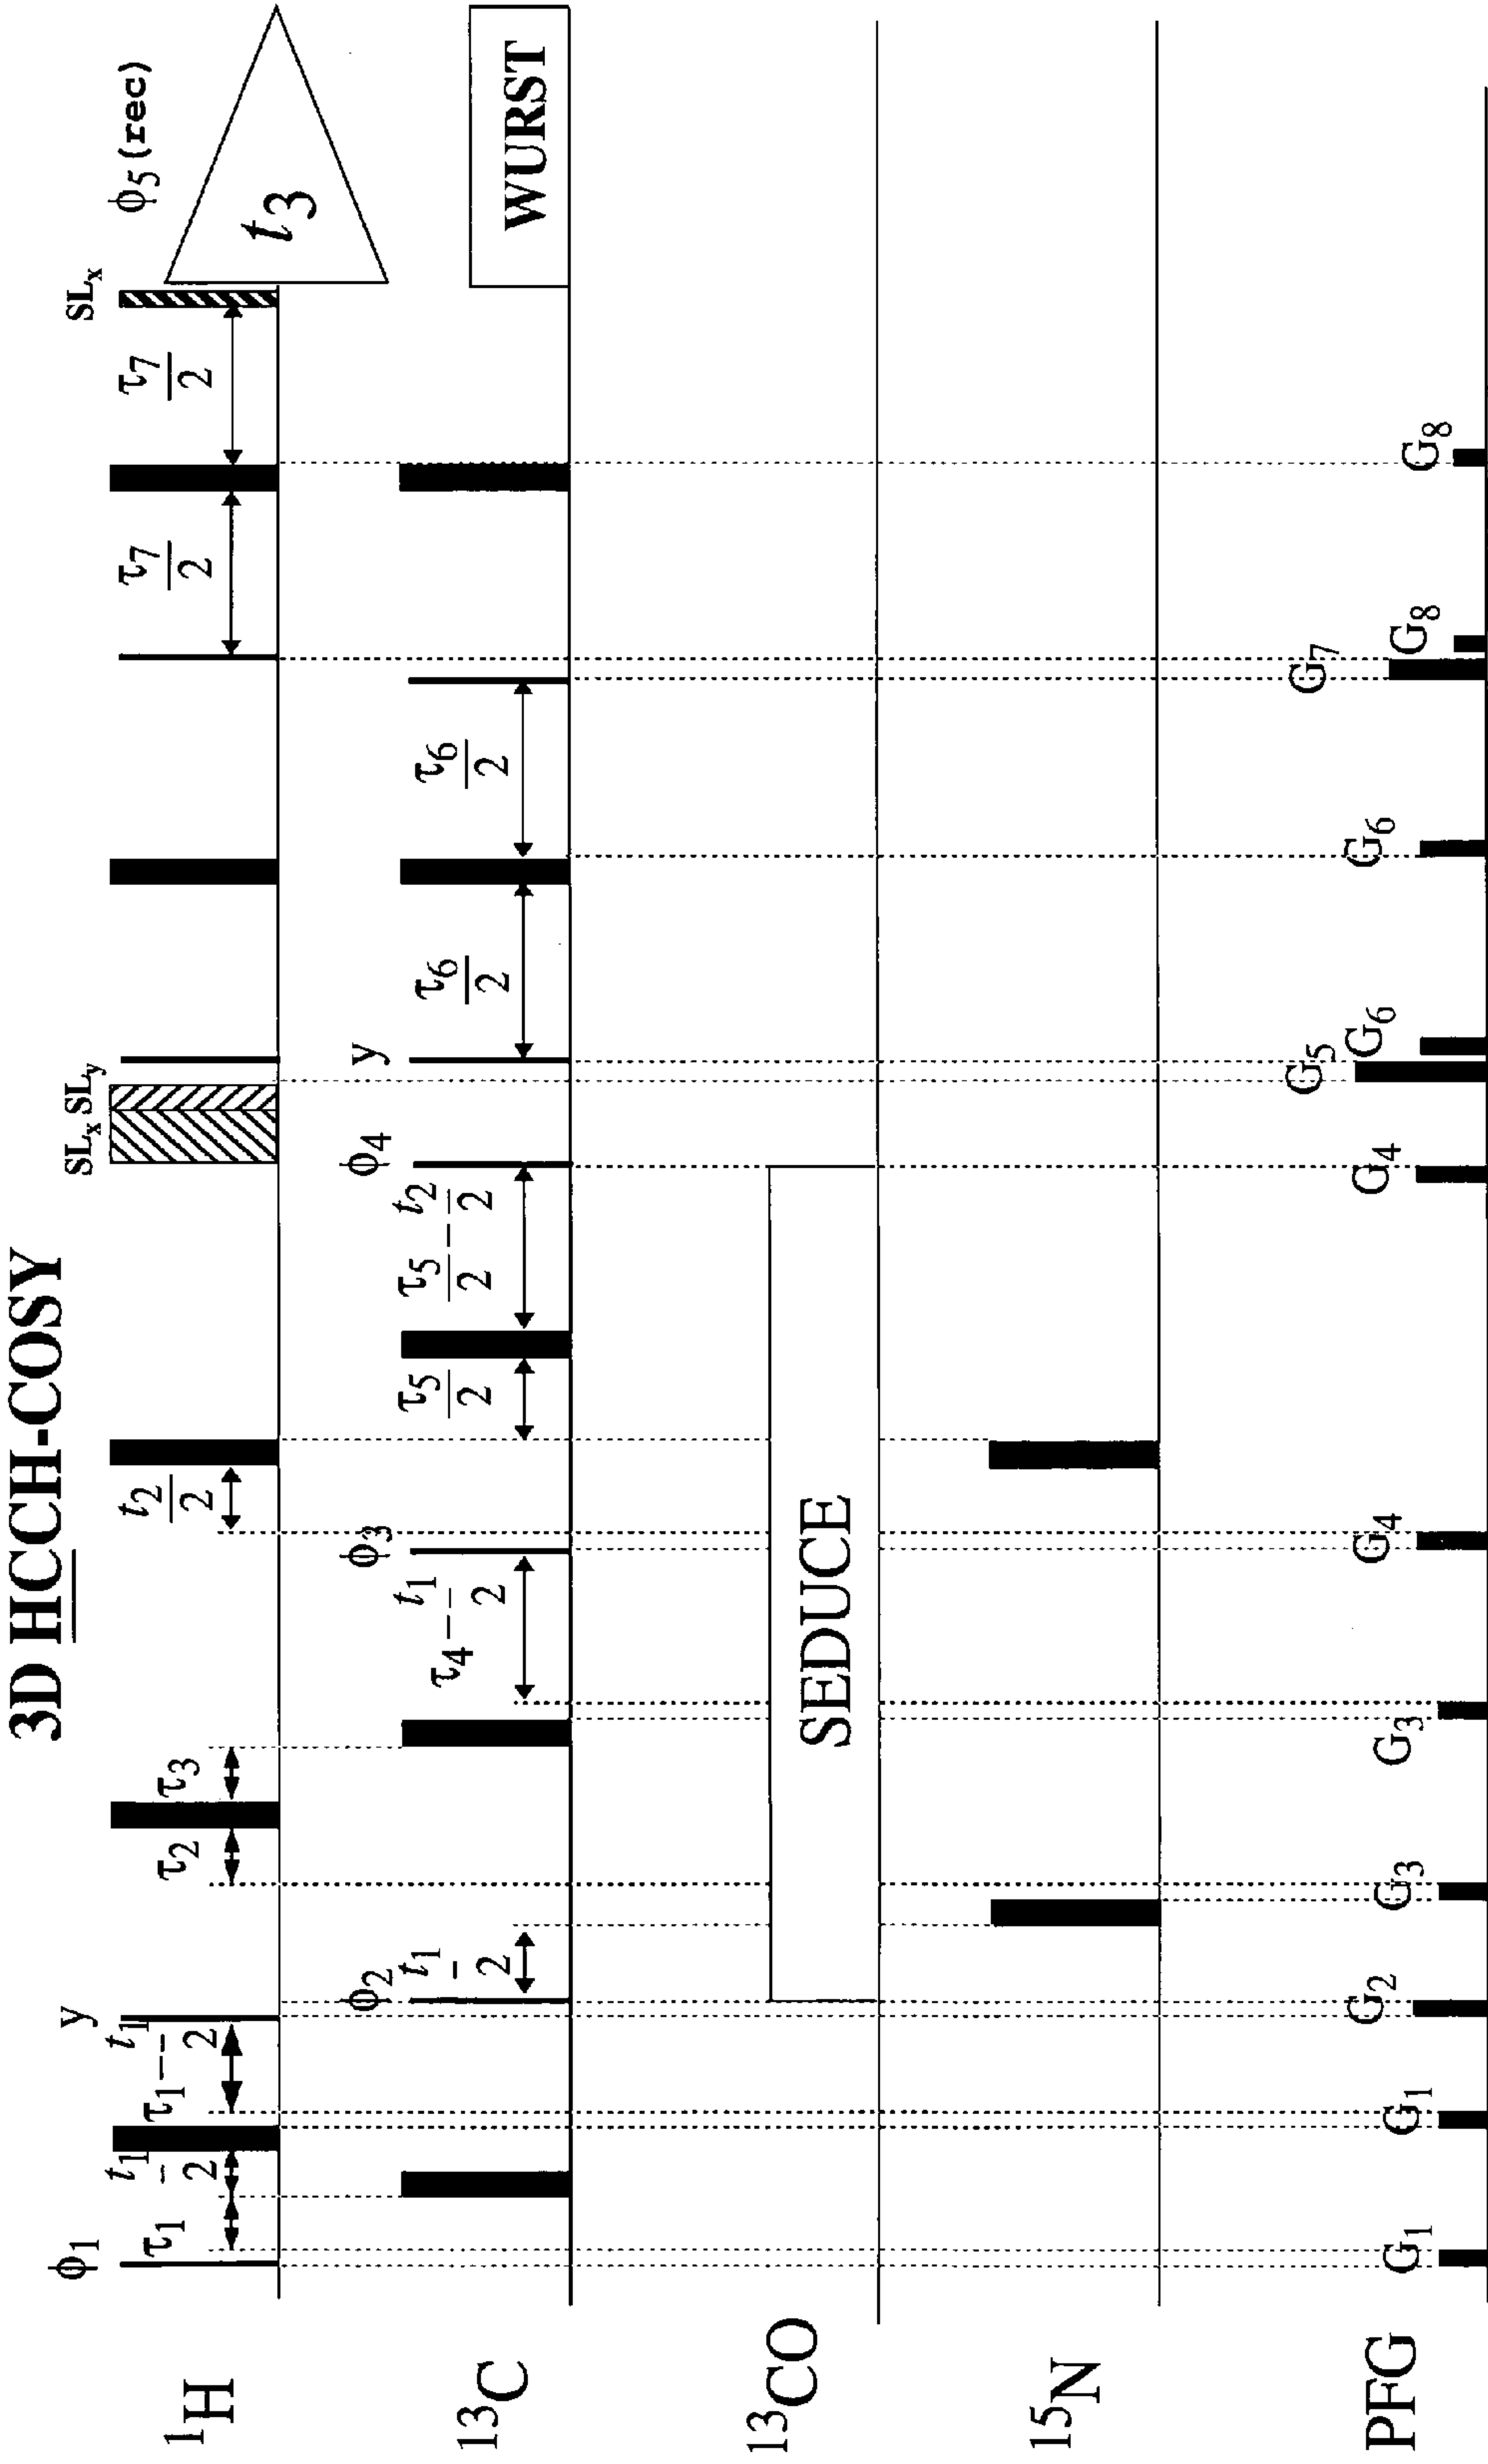 3D HCCH-COSY
¹H
ϕ₁
τ₁
t₁/2
τ₁ – t₁/2
y
τ₂
τ₃
t₂/2
SLₓ SLᵧ
τ₇/2
τ₇/2
SLₓ
ϕ₅ (rec)
t₃
¹³C
ϕ₂
t₁/2
τ₄ – t₁/2
ϕ₃
τ₅/2
τ₅/2 – t₂/2
ϕ₄
y
τ₆/2
τ₆/2
WURST
¹³CO
SEDUCE
¹⁵N
PFG
G₁
G₁
G₂
G₃
G₃
G₄
G₄
G₅
G₆
G₆
G₇
G₈
G₈